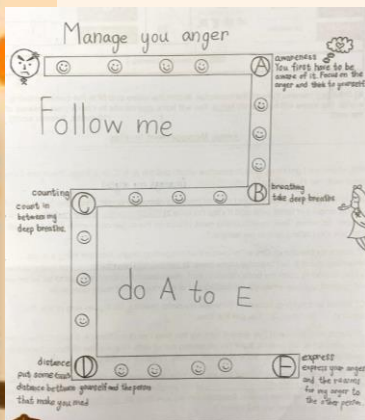 Manage you anger
awareness
You first have to be
aware of it. Focus on the
anger and then to yourself
A
Follow me
counting
count in
between my
deep breaths
C
B
breathing
take deep breaths
do A to E
distance
put some
distance between yourself and the person
that make you mad
D
E
express
express your anger
and the reasons
for my anger to
the other person